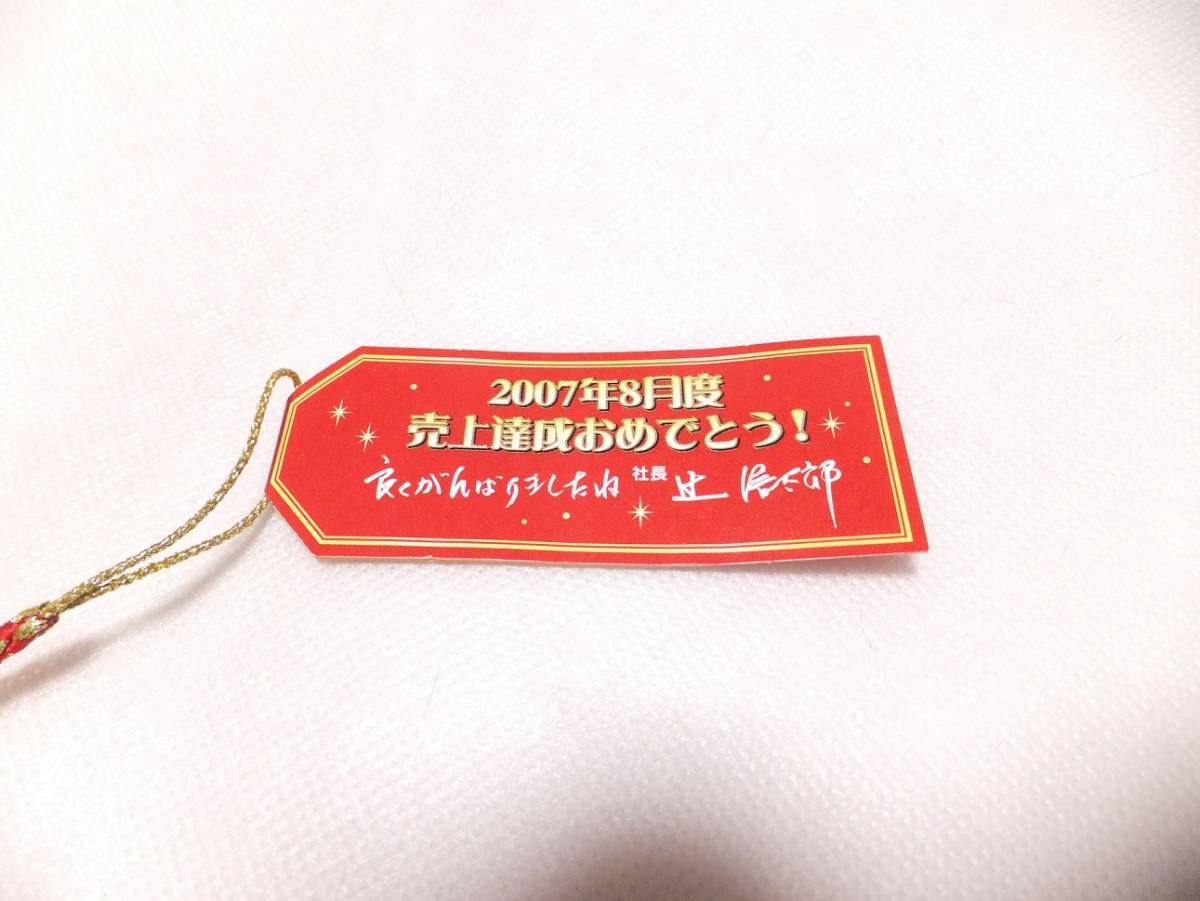 2007年8月度
売上達成おめでとう!
良くがんばりましたね 社長 辻 信太郎